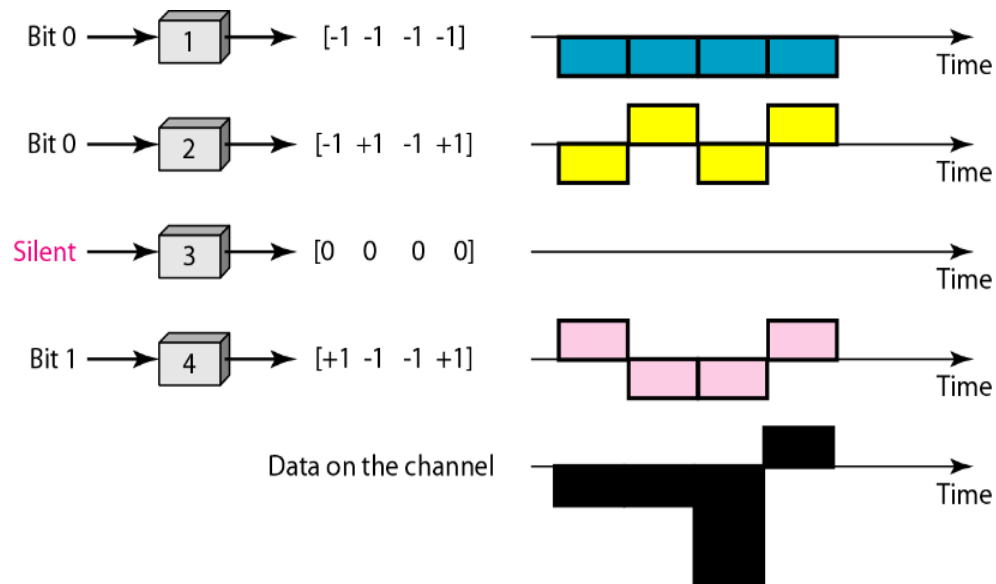 Bit 0 1 [-1 -1 -1 -1] Time
Bit 0 2 [-1 +1 -1 +1] Time
Silent 3 [0 0 0 0] Time
Bit 1 4 [+1 -1 -1 +1] Time
Data on the channel Time